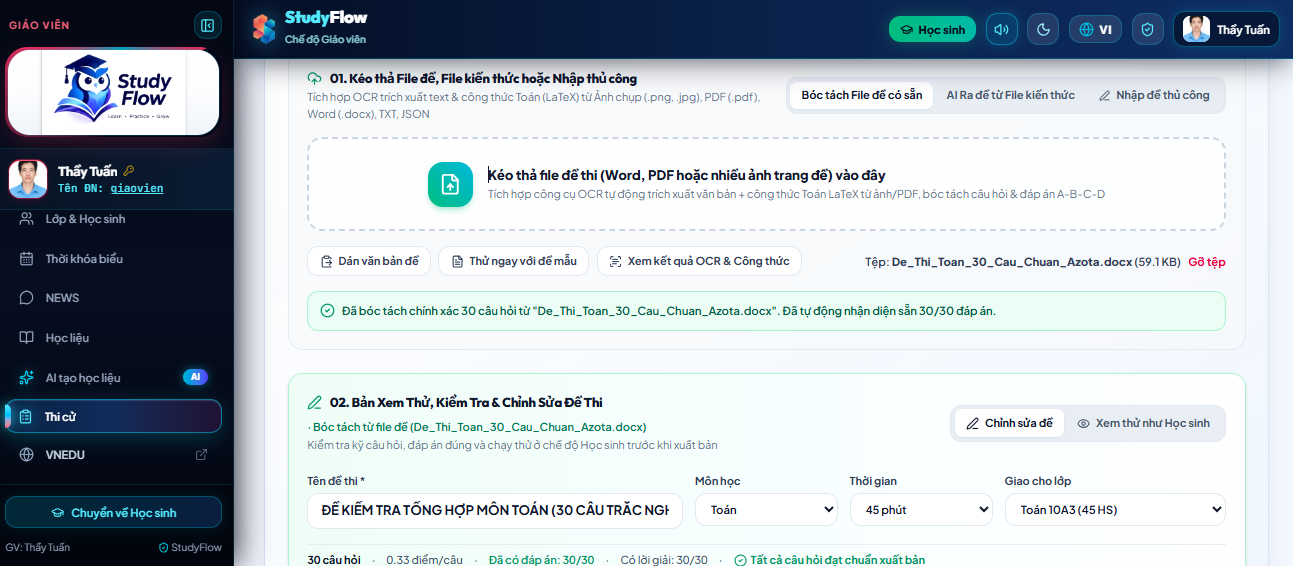 GIÁO VIÊN
Study
Flow
Learn • Practice • Grow
Thầy Tuấn
Tên ĐN: giaovien
Lớp & Học sinh
Thời khóa biểu
NEWS
Học liệu
AI tạo học liệu
AI
Thi cử
VNEDU
Chuyển về Học sinh
GV: Thầy Tuấn
StudyFlow
StudyFlow
Chế độ Giáo viên
Học sinh
VI
Thầy Tuấn
01. Kéo thả File đề, File kiến thức hoặc Nhập thủ công
Tích hợp OCR trích xuất text & công thức Toán (LaTeX) từ Ảnh chụp (.png, .jpg), PDF (.pdf),
Word (.docx), TXT, JSON
Bóc tách File đề có sẵn
AI Ra đề từ File kiến thức
Nhập đề thủ công
Kéo thả file đề thi (Word, PDF hoặc nhiều ảnh trang đề) vào đây
Tích hợp công cụ OCR tự động trích xuất văn bản + công thức Toán LaTeX từ ảnh/PDF, bóc tách câu hỏi & đáp án A-B-C-D
Dán văn bản đề
Thử ngay với đề mẫu
Xem kết quả OCR & Công thức
Tệp: De_Thi_Toan_30_Cau_Chuan_Azota.docx (59.1 KB)
Gỡ tệp
Đã bóc tách chính xác 30 câu hỏi từ "De_Thi_Toan_30_Cau_Chuan_Azota.docx". Đã tự động nhận diện sẵn 30/30 đáp án.
02. Bản Xem Thử, Kiểm Tra & Chỉnh Sửa Đề Thi
· Bóc tách từ file đề (De_Thi_Toan_30_Cau_Chuan_Azota.docx)
Kiểm tra kỹ câu hỏi, đáp án đúng và chạy thử ở chế độ Học sinh trước khi xuất bản
Chỉnh sửa đề
Xem thử như Học sinh
Tên đề thi *
Môn học
Thời gian
Giao cho lớp
ĐỀ KIỂM TRA TỔNG HỢP MÔN TOÁN (30 CÂU TRẮC NGH
Toán
45 phút
Toán 10A3 (45 HS)
30 câu hỏi · 0.33 điểm/câu · Đã có đáp án: 30/30 · Có lời giải: 30/30 · Tất cả câu hỏi đạt chuẩn xuất bản